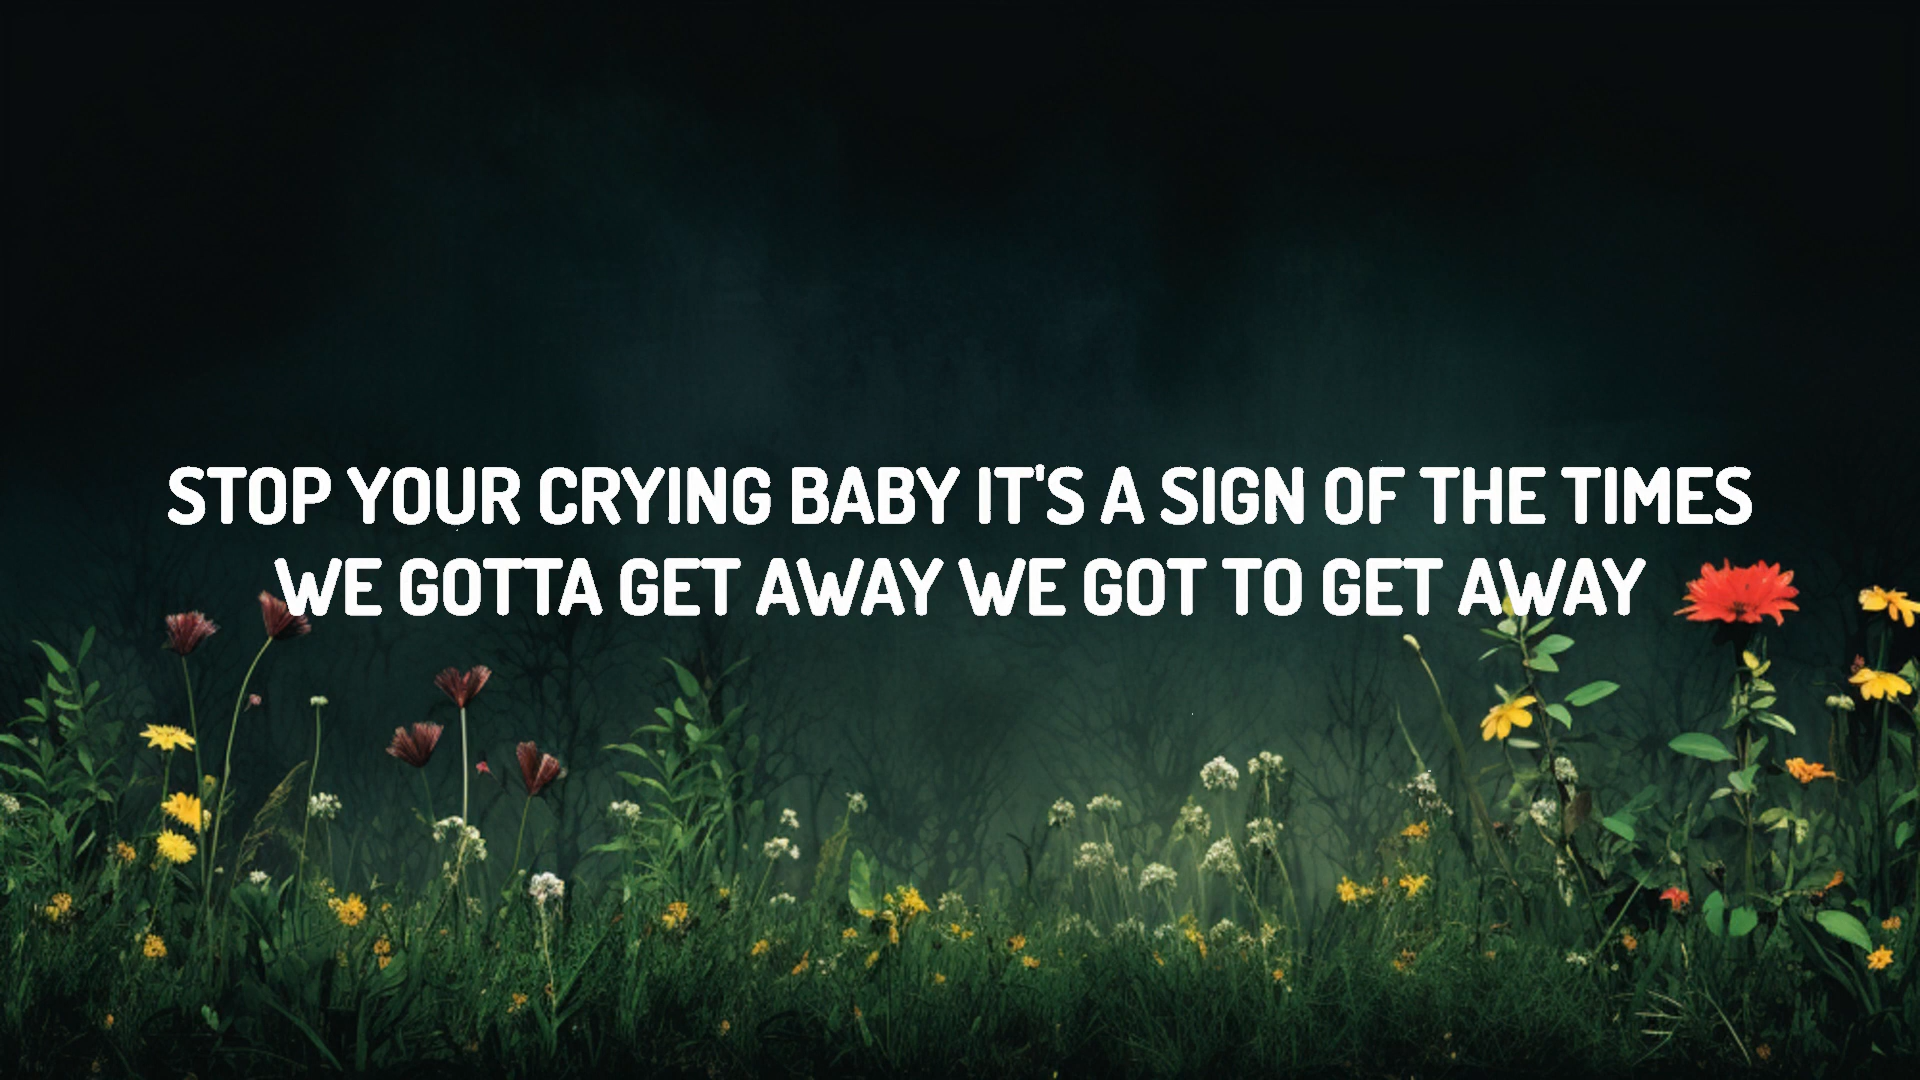 STOP YOUR CRYING BABY IT'S A SIGN OF THE TIMES
WE GOTTA GET AWAY WE GOT TO GET AWAY